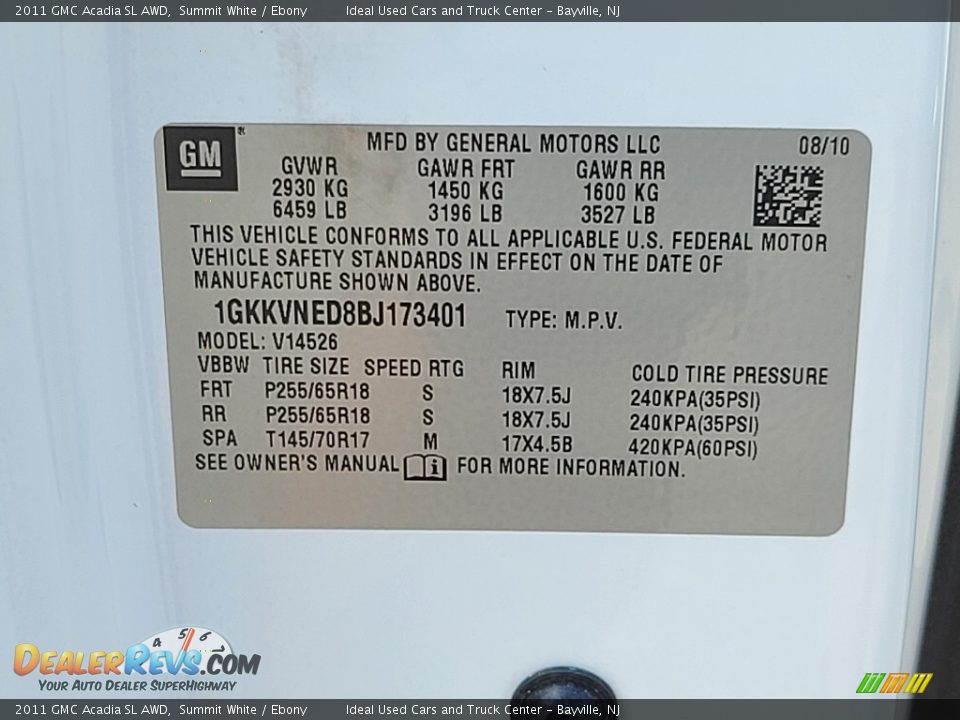 2011 GMC Acadia SL AWD, Summit White / Ebony Ideal Used Cars and Truck Center - Bayville, NJ
GM
MFD BY GENERAL MOTORS LLC 08/10
GVWR GAWR FRT GAWR RR
2930 KG 1450 KG 1600 KG
6459 LB 3196 LB 3527 LB
THIS VEHICLE CONFORMS TO ALL APPLICABLE U.S. FEDERAL MOTOR
VEHICLE SAFETY STANDARDS IN EFFECT ON THE DATE OF
MANUFACTURE SHOWN ABOVE.
1GKKVNED8BJ173401 TYPE: M.P.V.
MODEL: V14526
VBBW TIRE SIZE SPEED RTG RIM COLD TIRE PRESSURE
FRT P255/65R18 S 18X7.5J 240KPA(35PSI)
RR P255/65R18 S 18X7.5J 240KPA(35PSI)
SPA T145/70R17 M 17X4.5B 420KPA(60PSI)
SEE OWNER'S MANUAL i FOR MORE INFORMATION.
4 5 6
DEALERREVS.COM
YOUR AUTO DEALER SUPERHIGHWAY
2011 GMC Acadia SL AWD, Summit White / Ebony Ideal Used Cars and Truck Center - Bayville, NJ